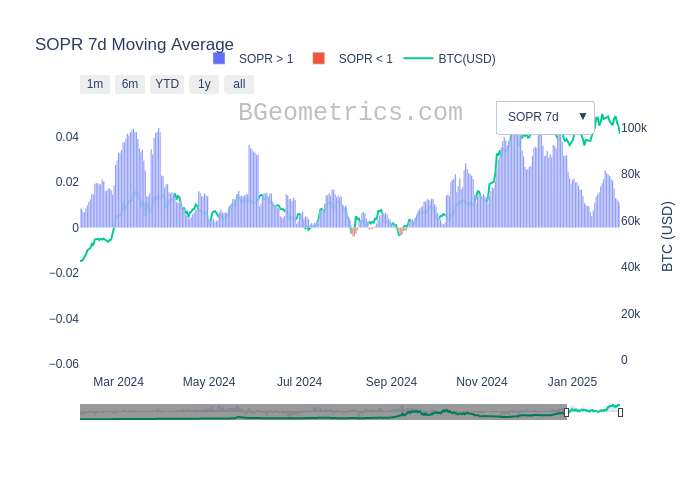 SOPR 7d Moving Average
SOPR > 1 SOPR < 1 BTC(USD)
1m 6m YTD 1y all
BGeometrics.com
SOPR 7d ▼
0.04
0.02
0
−0.02
−0.04
−0.06
100k
80k
60k
40k
20k
0
BTC (USD)
Mar 2024 May 2024 Jul 2024 Sep 2024 Nov 2024 Jan 2025